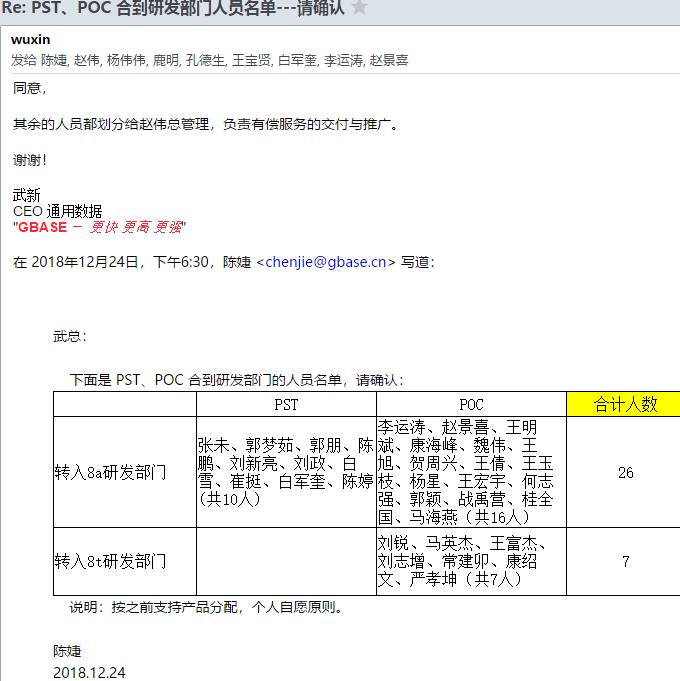 Re: PST、POC 合到研发部门人员名单---请确认
wuxin
发给 陈婕, 赵伟, 杨伟伟, 鹿明, 孔德生, 王宝贤, 白军奎, 李运涛, 赵景喜
同意，
其余的人员都划分给赵伟总管理，负责有偿服务的交付与推广。
谢谢！
武新
CEO 通用数据
"GBASE － 更快 更高 更强"
在 2018年12月24日，下午6:30，陈婕 <chenjie@gbase.cn> 写道：
武总：
下面是 PST、POC 合到研发部门的人员名单，请确认：
PST POC 合计人数
转入8a研发部门
张未、郭梦茹、郭朋、陈
鹏、刘新亮、刘政、白
雪、崔挺、白军奎、陈婷
（共10人）
李运涛、赵景喜、王明
斌、康海峰、魏伟、王
旭、贺周兴、王倩、王玉
枝、杨星、王宏宇、何志
强、郭颖、战禹营、桂全
国、马海燕（共16人）
26
转入8t研发部门
刘锐、马英杰、王富杰、
刘志增、常建卯、康绍
文、严孝坤（共7人）
7
说明：按之前支持产品分配，个人自愿原则。
陈婕
2018.12.24